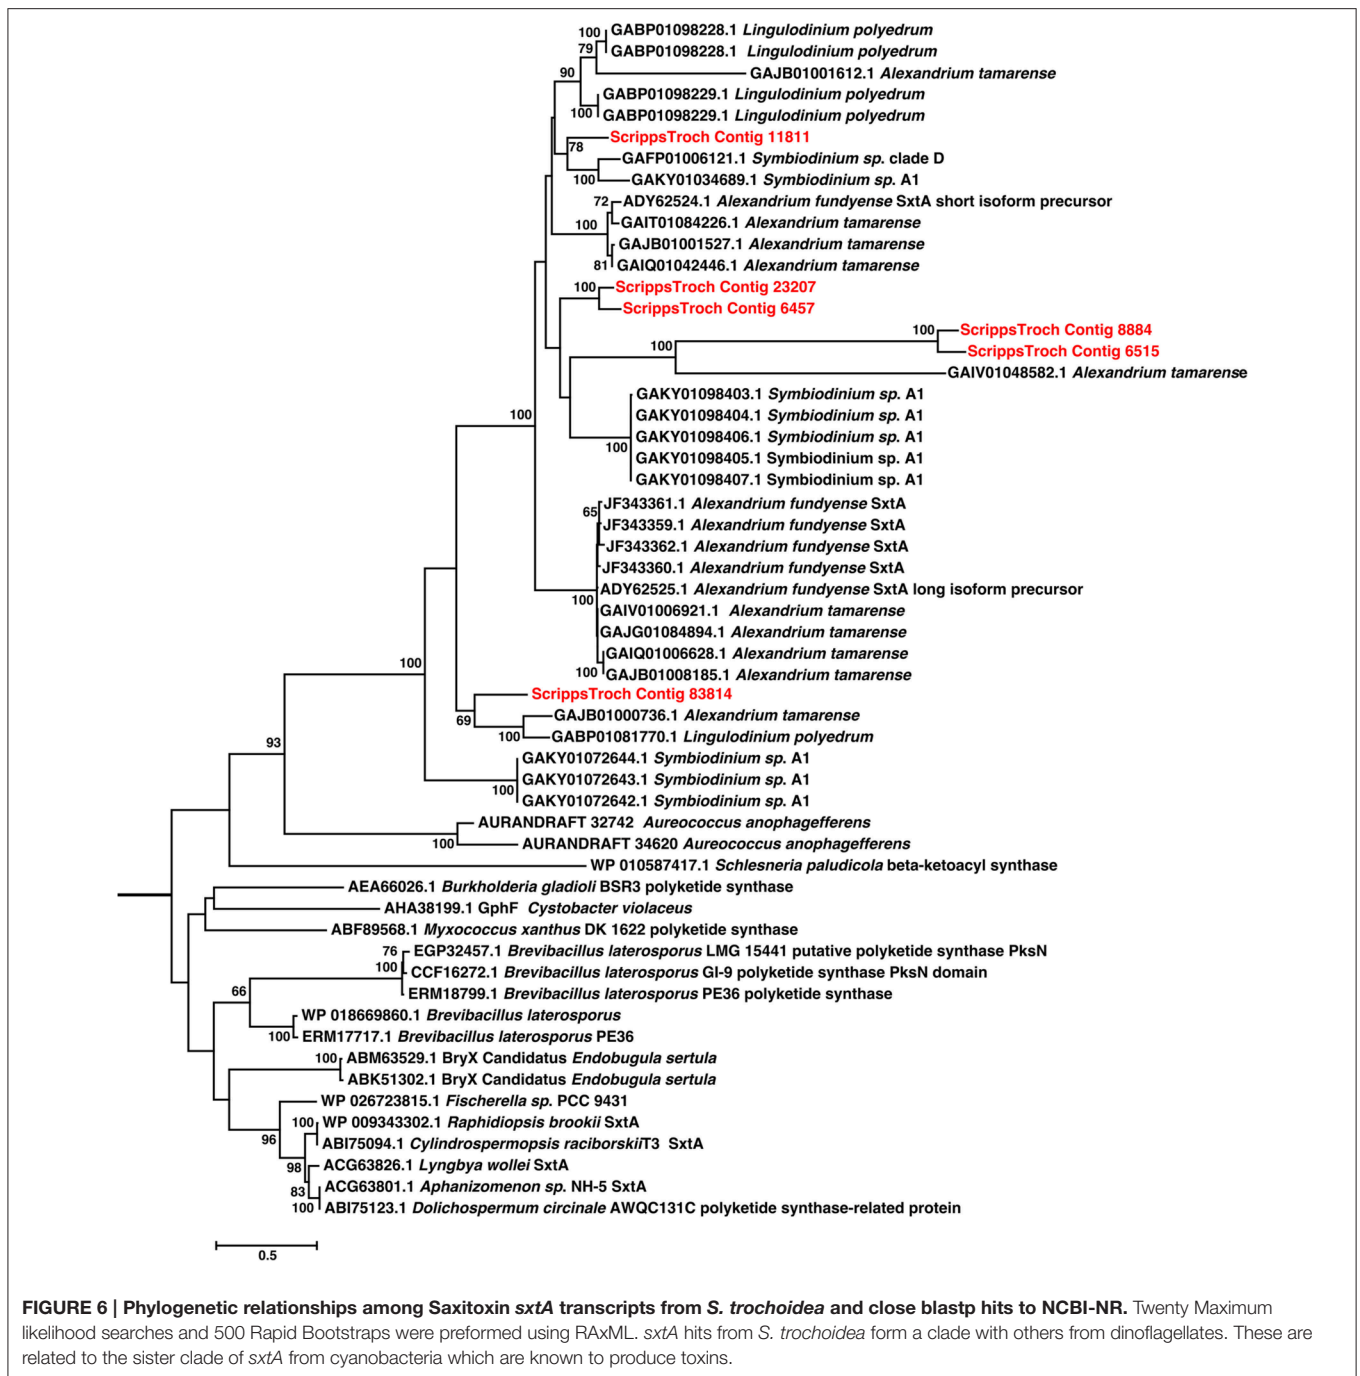 100 GABP01098228.1 Lingulodinium polyedrum
79 GABP01098228.1 Lingulodinium polyedrum
90 GAJB01001612.1 Alexandrium tamarense
GABP01098229.1 Lingulodinium polyedrum
100 GABP01098229.1 Lingulodinium polyedrum
ScrippsTroch Contig 11811
78 GAFP01006121.1 Symbiodinium sp. clade D
100 GAKY01034689.1 Symbiodinium sp. A1
72 ADY62524.1 Alexandrium fundyense SxtA short isoform precursor
100 GAIT01084226.1 Alexandrium tamarense
GAJB01001527.1 Alexandrium tamarense
81 GAIQ01042446.1 Alexandrium tamarense
100 ScrippsTroch Contig 23207
ScrippsTroch Contig 6457
100 ScrippsTroch Contig 8884
100 ScrippsTroch Contig 6515
GAIV01048582.1 Alexandrium tamarense
GAKY01098403.1 Symbiodinium sp. A1
100 GAKY01098404.1 Symbiodinium sp. A1
GAKY01098406.1 Symbiodinium sp. A1
100 GAKY01098405.1 Symbiodinium sp. A1
GAKY01098407.1 Symbiodinium sp. A1
65 JF343361.1 Alexandrium fundyense SxtA
JF343359.1 Alexandrium fundyense SxtA
JF343362.1 Alexandrium fundyense SxtA
JF343360.1 Alexandrium fundyense SxtA
100 ADY62525.1 Alexandrium fundyense SxtA long isoform precursor
GAIV01006921.1 Alexandrium tamarense
GAJG01084894.1 Alexandrium tamarense
GAIQ01006628.1 Alexandrium tamarense
100 100 GAJB01008185.1 Alexandrium tamarense
ScrippsTroch Contig 83814
69 GAJB01000736.1 Alexandrium tamarense
93 100 GABP01081770.1 Lingulodinium polyedrum
GAKY01072644.1 Symbiodinium sp. A1
GAKY01072643.1 Symbiodinium sp. A1
100 GAKY01072642.1 Symbiodinium sp. A1
AURANDRAFT 32742 Aureococcus anophagefferens
100 AURANDRAFT 34620 Aureococcus anophagefferens
WP 010587417.1 Schlesneria paludicola beta-ketoacyl synthase
AEA66026.1 Burkholderia gladioli BSR3 polyketide synthase
AHA38199.1 GphF Cystobacter violaceus
ABF89568.1 Myxococcus xanthus DK 1622 polyketide synthase
76 EGP32457.1 Brevibacillus laterosporus LMG 15441 putative polyketide synthase PksN
100 CCF16272.1 Brevibacillus laterosporus GI-9 polyketide synthase PksN domain
66 ERM18799.1 Brevibacillus laterosporus PE36 polyketide synthase
WP 018669860.1 Brevibacillus laterosporus
100 ERM17717.1 Brevibacillus laterosporus PE36
100 ABM63529.1 BryX Candidatus Endobugula sertula
ABK51302.1 BryX Candidatus Endobugula sertula
WP 026723815.1 Fischerella sp. PCC 9431
100 WP 009343302.1 Raphidiopsis brookii SxtA
96 ABI75094.1 Cylindrospermopsis raciborskiiT3 SxtA
98 ACG63826.1 Lyngbya wollei SxtA
83 ACG63801.1 Aphanizomenon sp. NH-5 SxtA
100 ABI75123.1 Dolichospermum circinale AWQC131C polyketide synthase-related protein
0.5
FIGURE 6 | Phylogenetic relationships among Saxitoxin sxtA transcripts from S. trochoidea and close blastp hits to NCBI-NR. Twenty Maximum
likelihood searches and 500 Rapid Bootstraps were preformed using RAxML. sxtA hits from S. trochoidea form a clade with others from dinoflagellates. These are
related to the sister clade of sxtA from cyanobacteria which are known to produce toxins.